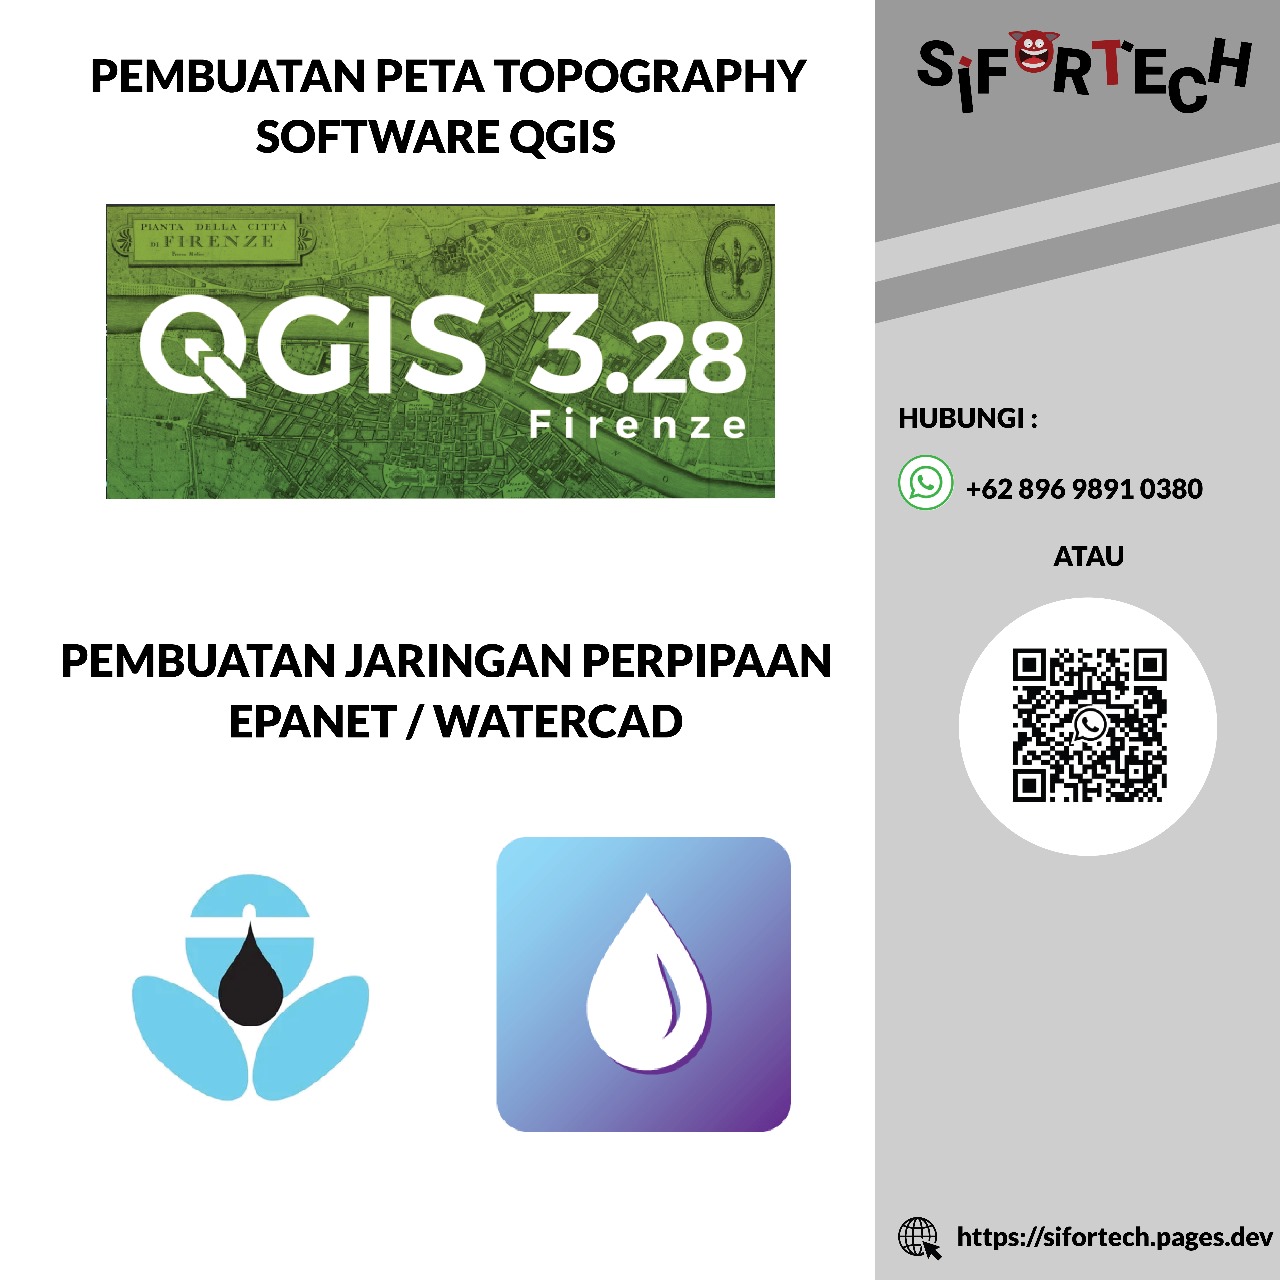 PEMBUATAN PETA TOPOGRAPHY
SOFTWARE QGIS
PIANTA DELLA CITTÀ
DI FIRENZE
QGIS 3.28
Firenze
PEMBUATAN JARINGAN PERPIPAAN
EPANET / WATERCAD
SiFORTECH
HUBUNGI :
+62 896 9891 0380
ATAU
https://sifortech.pages.dev